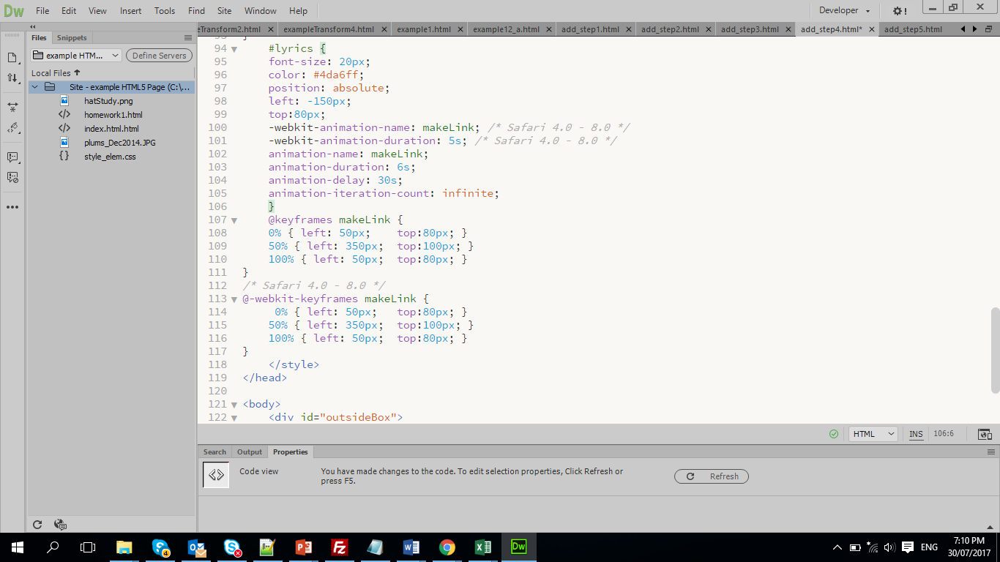 Dw File Edit View Insert Tools Find Site Window Help Developer
Files Snippets
eTransform2.html exampleTransform4.html example1.html example12_a.html add_step1.html add_step2.html add_step3.html add_step4.html* add_step5.html
example HTM... Define Servers
Local Files
Site - example HTML5 Page (C:\...
hatStudy.png
homework1.html
index.html.html
plums_Dec2014.JPG
style_elem.css
94 #lyrics {
95 font-size: 20px;
96 color: #4da6ff;
97 position: absolute;
98 left: -150px;
99 top:80px;
100 -webkit-animation-name: makeLink; /* Safari 4.0 - 8.0 */
101 -webkit-animation-duration: 5s; /* Safari 4.0 - 8.0 */
102 animation-name: makeLink;
103 animation-duration: 6s;
104 animation-delay: 30s;
105 animation-iteration-count: infinite;
106 }
107 @keyframes makeLink {
108 0% { left: 50px; top:80px; }
109 50% { left: 350px; top:100px; }
110 100% { left: 50px; top:80px; }
111 }
112 /* Safari 4.0 - 8.0 */
113 @-webkit-keyframes makeLink {
114 0% { left: 50px; top:80px; }
115 50% { left: 350px; top:100px; }
116 100% { left: 50px; top:80px; }
117 }
118 </style>
119 </head>
120
121 <body>
122 <div id="outsideBox">
HTML INS 106:6
Search Output Properties
Code view
You have made changes to the code. To edit selection properties, Click Refresh or
press F5.
Refresh
4
Dw
ENG
7:10 PM
30/07/2017